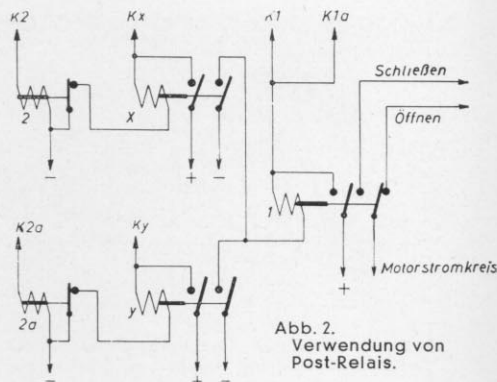 K2
Kx
K1
K1a
Schließen
Öffnen
2
X
+
−
−
1
K2a
Ky
+
Motorstromkreis
2a
y
−
+
−
Abb. 2.
Verwendung von
Post-Relais.